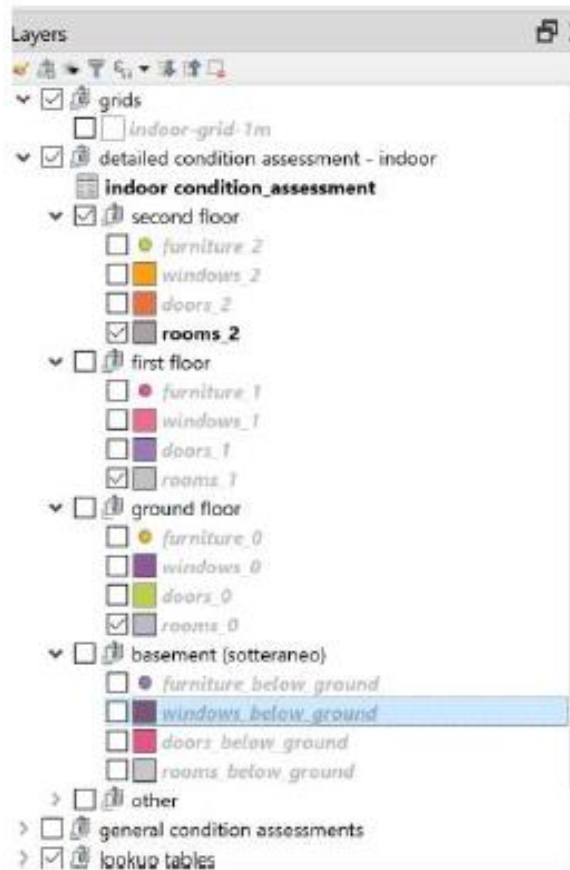 Layers
grids
indoor-grid-1m
detailed condition assessment - indoor
indoor condition_assessment
second floor
furniture_2
windows_2
doors_2
rooms_2
first floor
furniture_1
windows_1
doors_1
rooms_1
ground floor
furniture_0
windows_0
doors_0
rooms_0
basement (sotteraneo)
furniture_below_ground
windows_below_ground
doors_below_ground
rooms_below_ground
other
general condition assessments
lookup tables